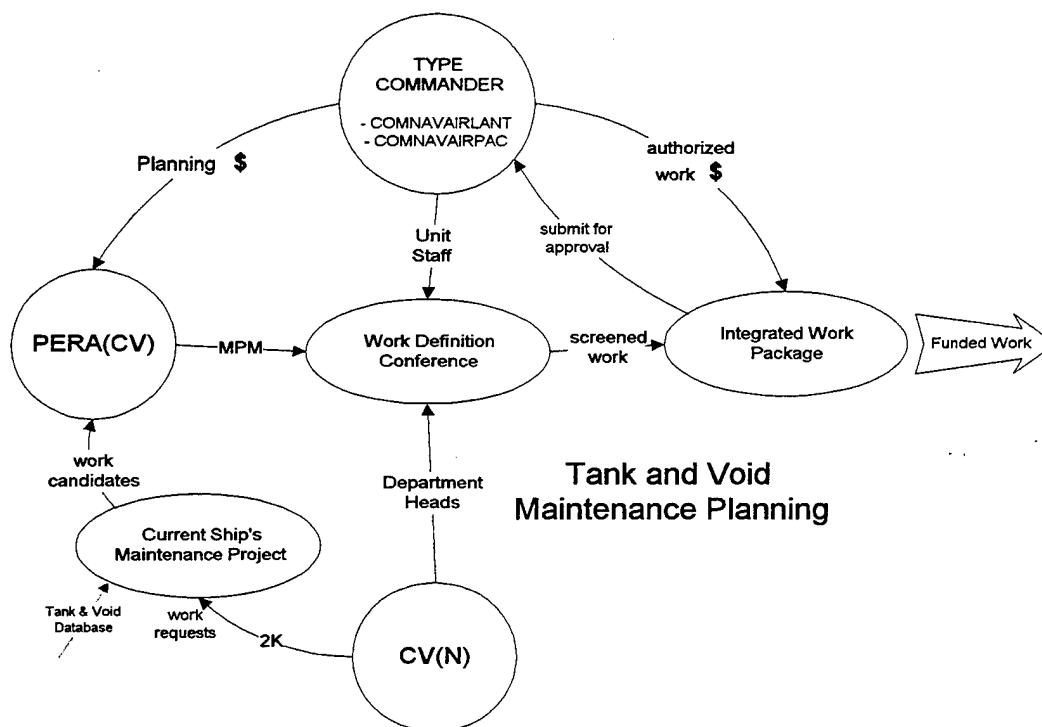 TYPE
COMMANDER
- COMNAVAIRLANT
- COMNAVAIRPAC
Planning $
authorized
work $
Unit
Staff
submit for
approval
PERA(CV)
MPM
Work Definition
Conference
screened
work
Integrated Work
Package
Funded Work
work
candidates
Department
Heads
Tank and Void
Maintenance Planning
Current Ship's
Maintenance Project
Tank & Void
Database
work
requests
2K
CV(N)